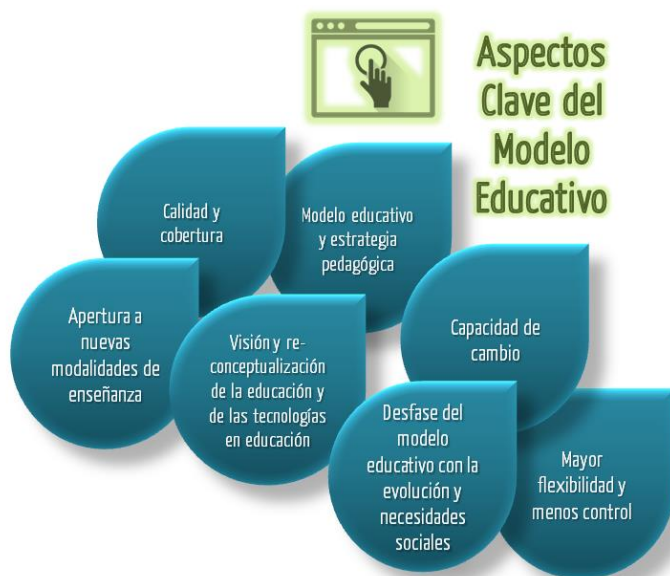 Aspectos
Clave del
Modelo
Educativo
Calidad y
cobertura
Modelo educativo
y estrategia
pedagógica
Apertura a
nuevas
modalidades de
enseñanza
Visión y re-
conceptualización
de la educación y
de las tecnologías
en educación
Capacidad de
cambio
Desfase del
modelo
educativo con la
evolución y
necesidades
sociales
Mayor
flexibilidad y
menos control